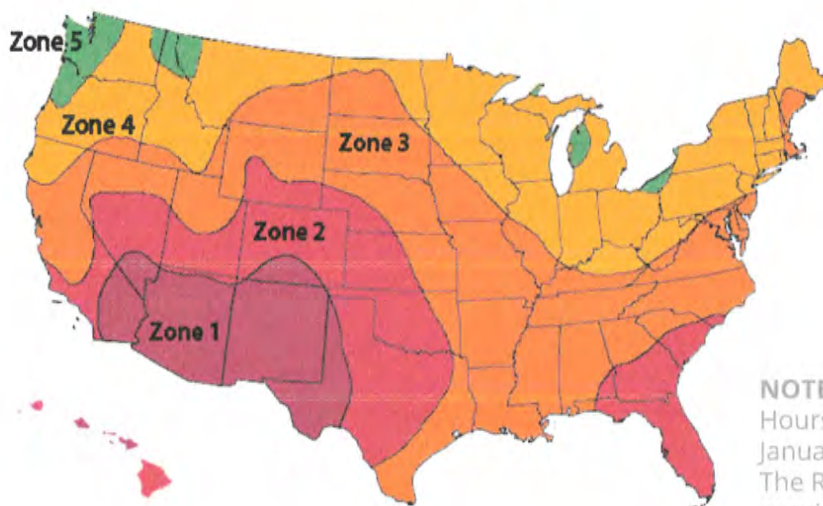 Zone 5
Zone 4
Zone 3
Zone 2
Zone 1
NOTE
Hours
Janua
The R